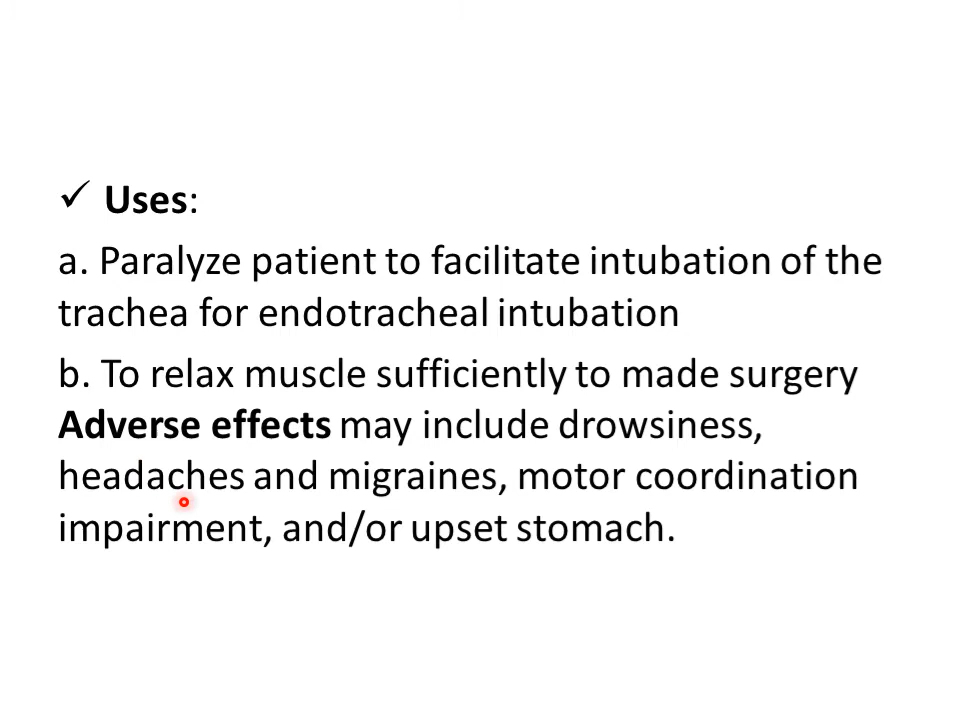 ✓ Uses:
a. Paralyze patient to facilitate intubation of the
trachea for endotracheal intubation
b. To relax muscle sufficiently to made surgery
Adverse effects may include drowsiness,
headaches and migraines, motor coordination
impairment, and/or upset stomach.